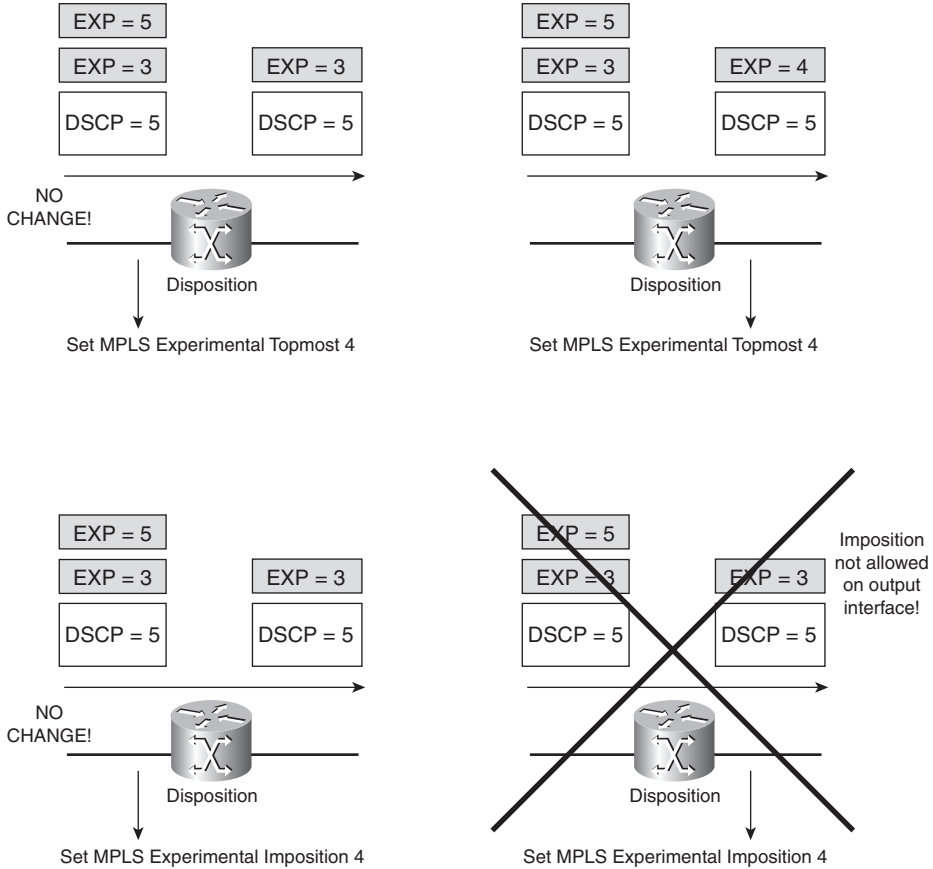 EXP = 5
EXP = 3
DSCP = 5
EXP = 3
DSCP = 5
NO
CHANGE!
Disposition
Set MPLS Experimental Topmost 4
EXP = 5
EXP = 3
DSCP = 5
EXP = 4
DSCP = 5
Disposition
Set MPLS Experimental Topmost 4
EXP = 5
EXP = 3
DSCP = 5
EXP = 3
DSCP = 5
NO
CHANGE!
Disposition
Set MPLS Experimental Imposition 4
EXP = 5
EXP = 3
DSCP = 5
EXP = 3
DSCP = 5
Imposition
not allowed
on output
interface!
Disposition
Set MPLS Experimental Imposition 4